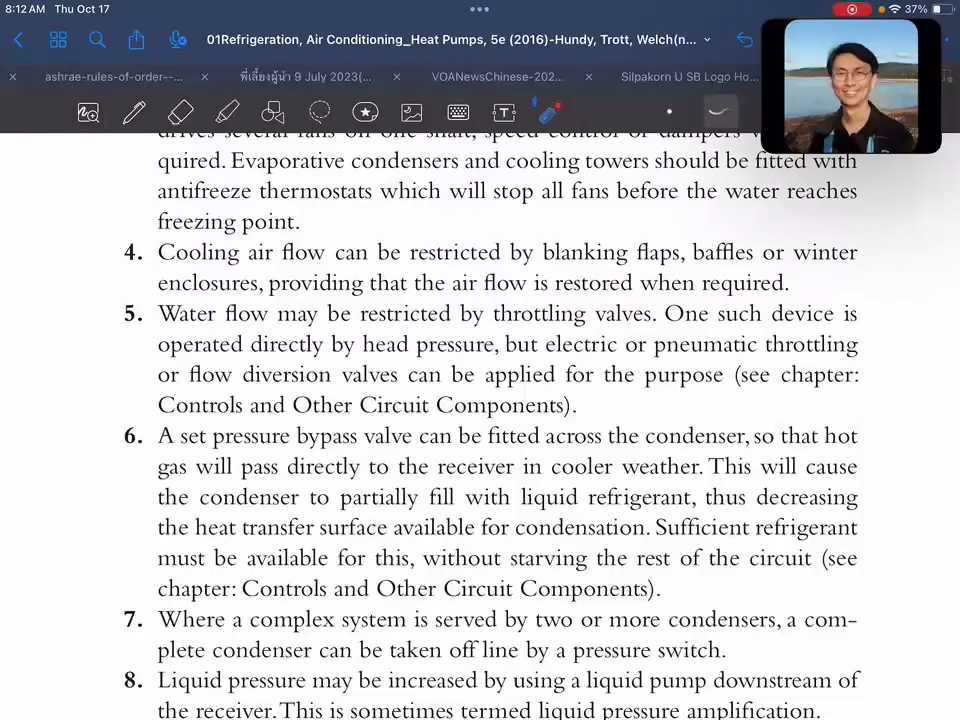 8:12 AM Thu Oct 17
37%
01Refrigeration, Air Conditioning_Heat Pumps, 5e (2016)-Hundy, Trott, Welch(n...
ashrae-rules-of-order--...
พี่เลี้ยงผู้นำ 9 July 2023(...
VOANewsChinese-202...
Silpakorn U SB Logo Ho...
drives several fans on one shaft, speed control or dampers
quired. Evaporative condensers and cooling towers should be fitted with
antifreeze thermostats which will stop all fans before the water reaches
freezing point.
4. Cooling air flow can be restricted by blanking flaps, baffles or winter
enclosures, providing that the air flow is restored when required.
5. Water flow may be restricted by throttling valves. One such device is
operated directly by head pressure, but electric or pneumatic throttling
or flow diversion valves can be applied for the purpose (see chapter:
Controls and Other Circuit Components).
6. A set pressure bypass valve can be fitted across the condenser, so that hot
gas will pass directly to the receiver in cooler weather. This will cause
the condenser to partially fill with liquid refrigerant, thus decreasing
the heat transfer surface available for condensation. Sufficient refrigerant
must be available for this, without starving the rest of the circuit (see
chapter: Controls and Other Circuit Components).
7. Where a complex system is served by two or more condensers, a com-
plete condenser can be taken off line by a pressure switch.
8. Liquid pressure may be increased by using a liquid pump downstream of
the receiver. This is sometimes termed liquid pressure amplification.